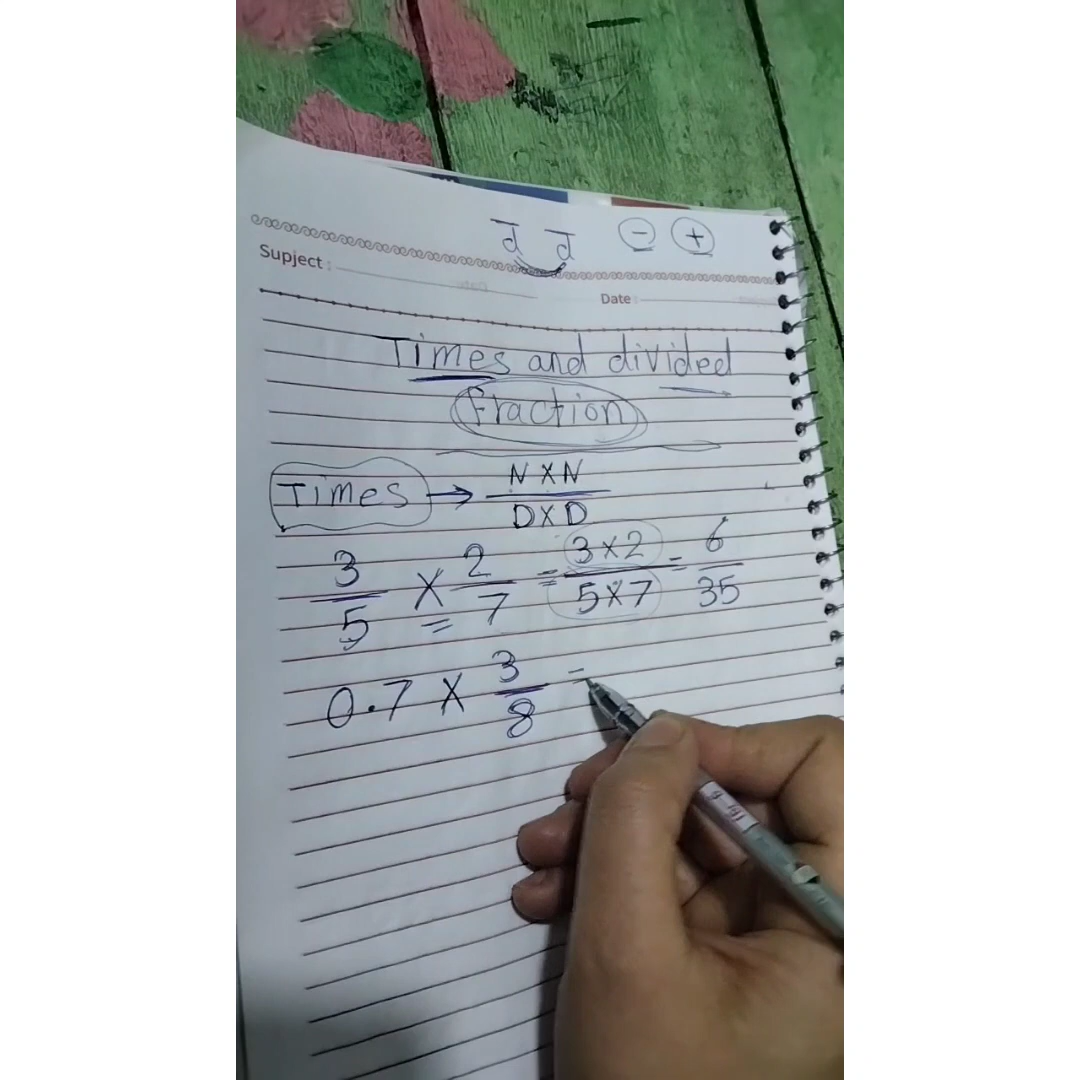 d d - +
Supject :
Date :
Times and divided
fraction
Times → N X N / D X D
3/5 X 2/7 = 3 X 2 / 5 X 7 = 6/35
0.7 X 3/8 =